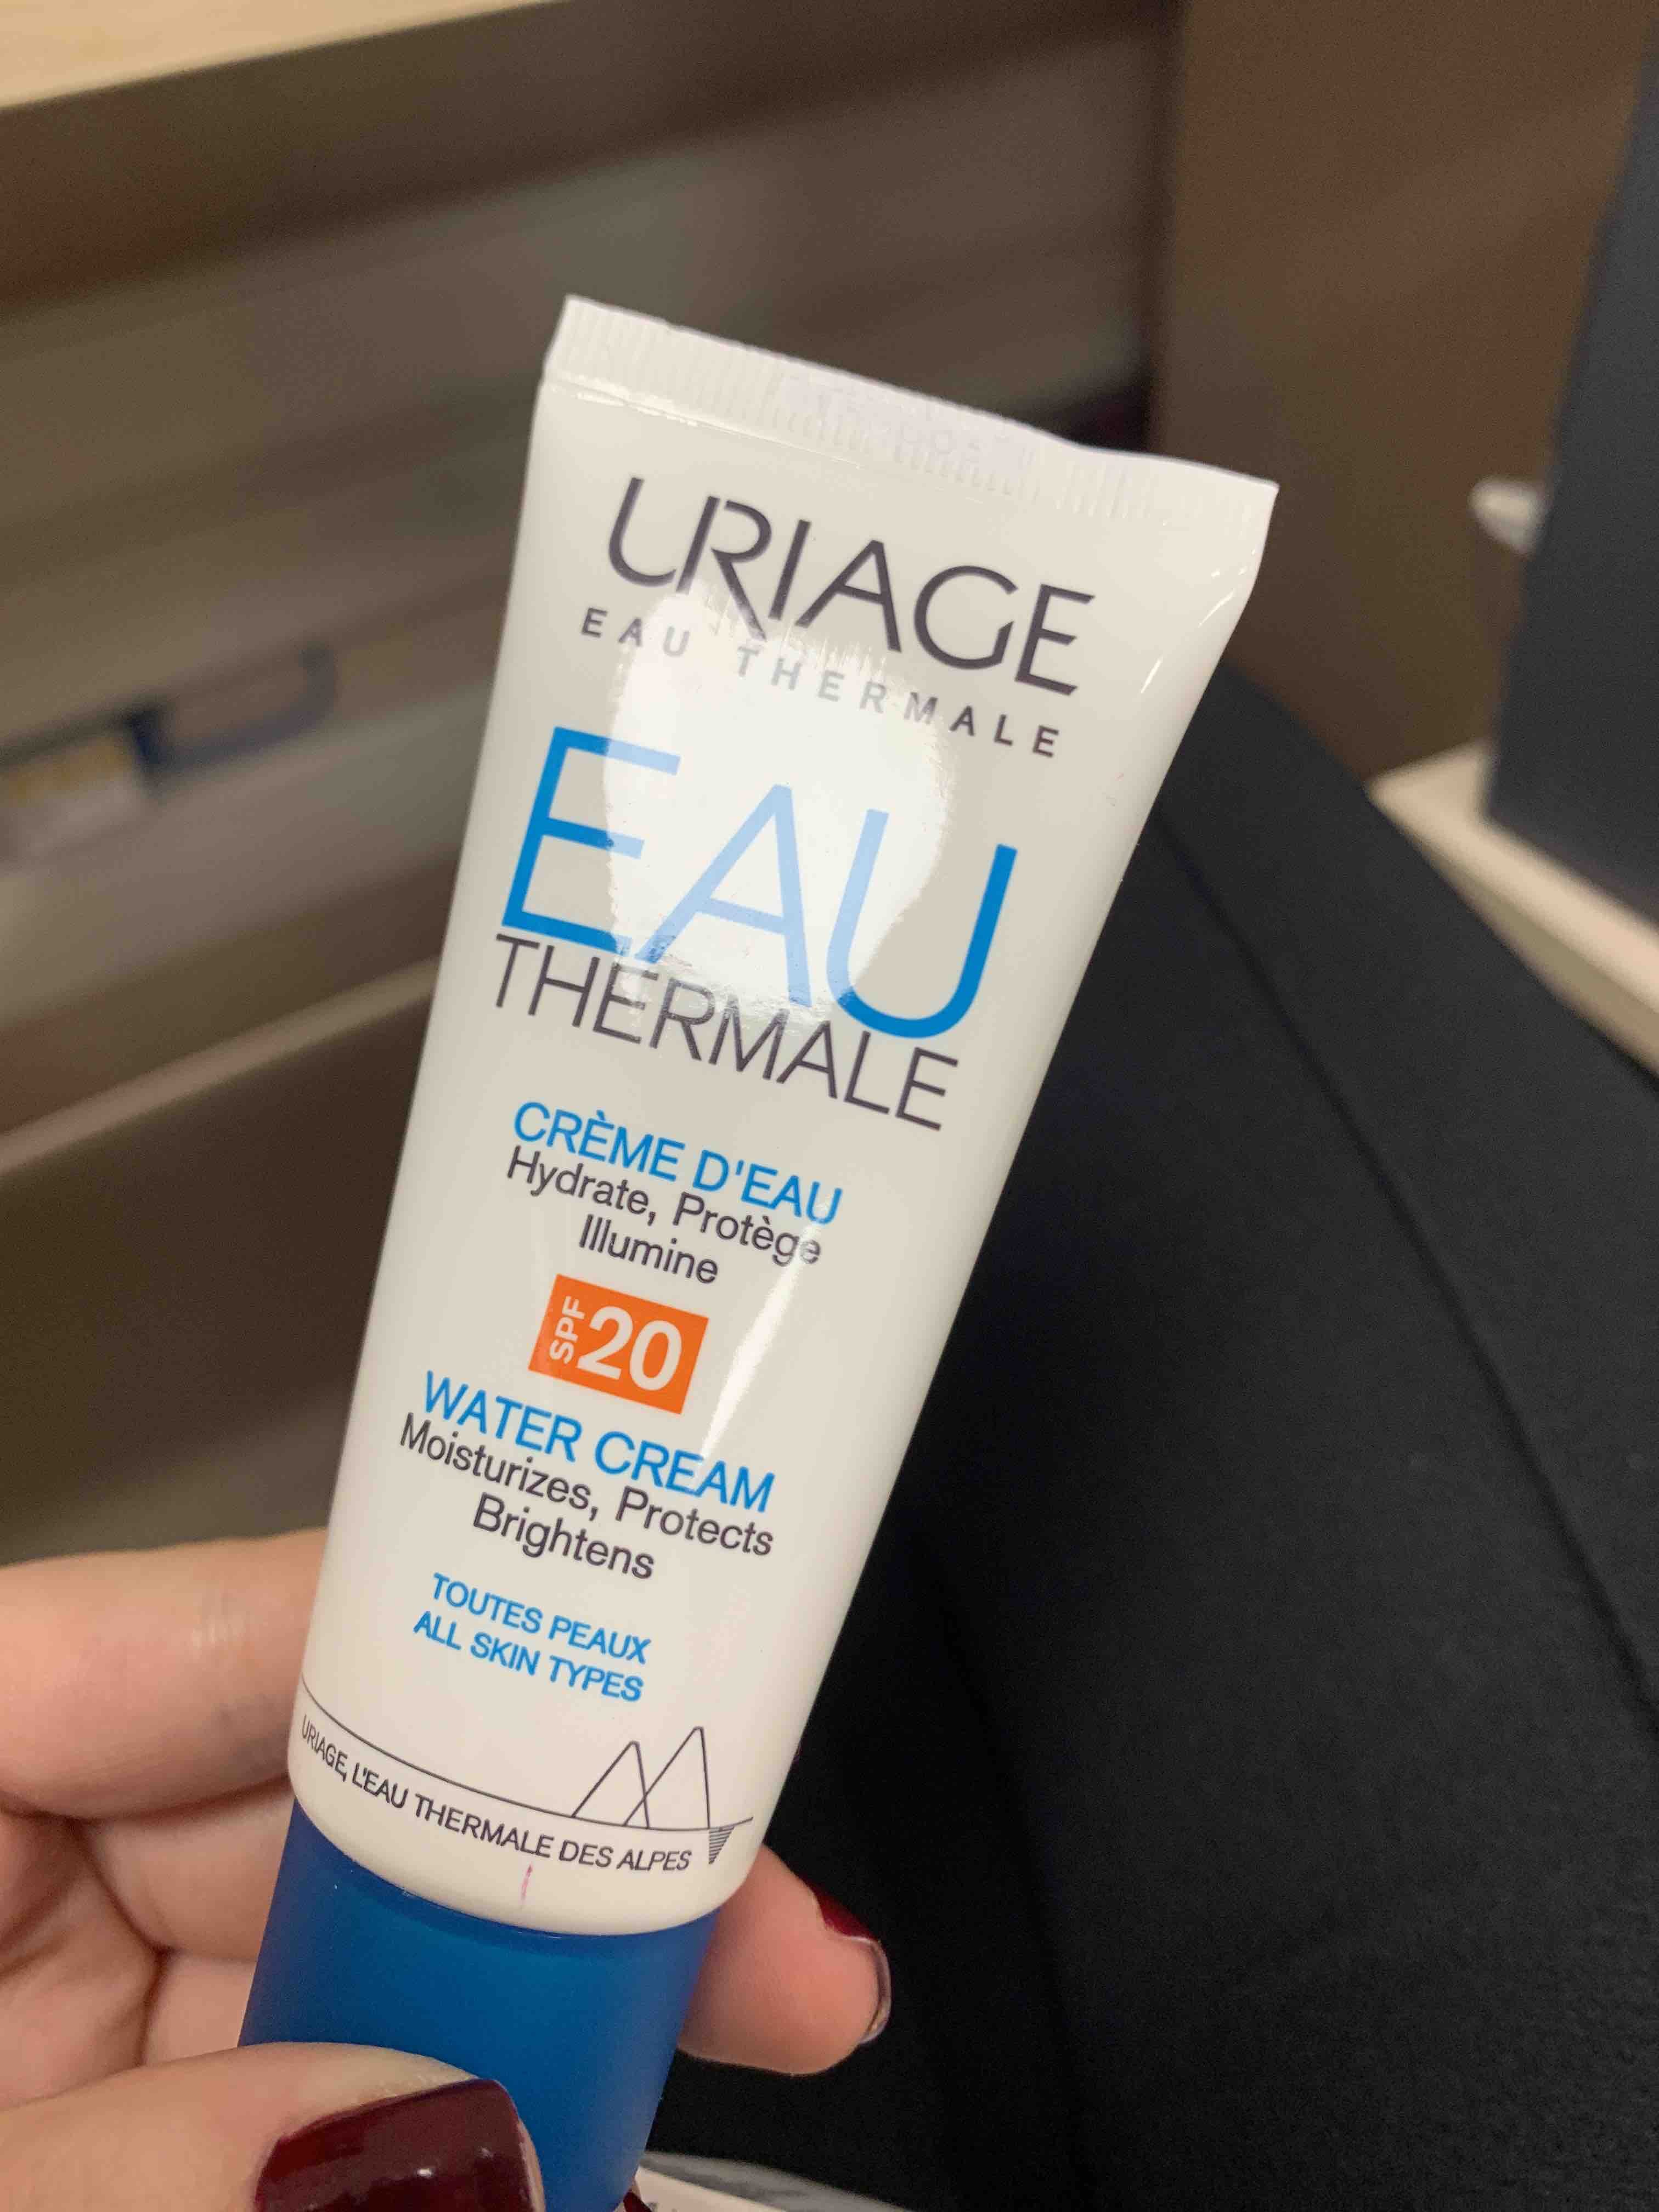 URIAGE
EAU THERMALE
EAU
THERMALE
CRÈME D'EAU
Hydrate, Protège
Illumine
SPF 20
WATER CREAM
Moisturizes, Protects
Brightens
TOUTES PEAUX
ALL SKIN TYPES
URIAGE, L'EAU THERMALE DES ALPES